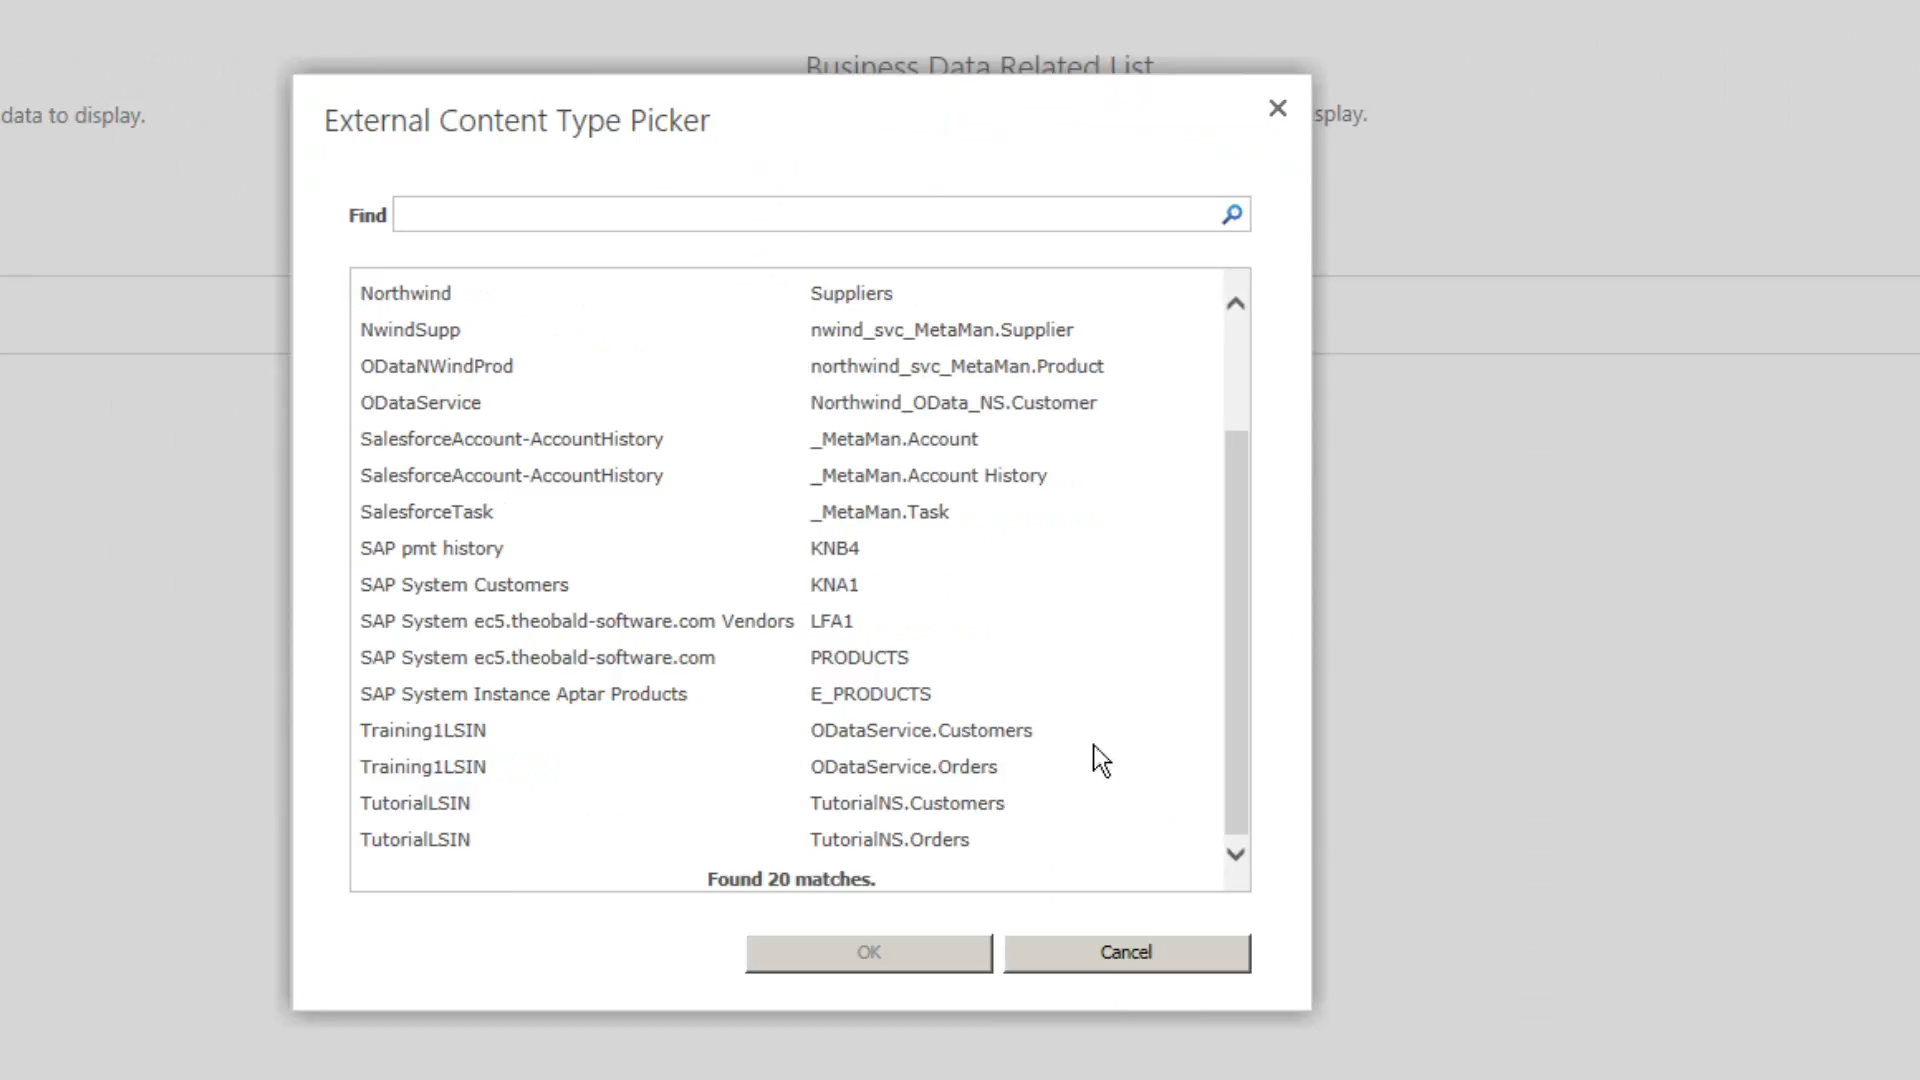 Business Data Related List
data to display.
splay.
External Content Type Picker
Find
Northwind Suppliers
NwindSupp nwind_svc_MetaMan.Supplier
ODataNWindProd northwind_svc_MetaMan.Product
ODataService Northwind_OData_NS.Customer
SalesforceAccount-AccountHistory _MetaMan.Account
SalesforceAccount-AccountHistory _MetaMan.Account History
SalesforceTask _MetaMan.Task
SAP pmt history KNB4
SAP System Customers KNA1
SAP System ec5.theobald-software.com Vendors LFA1
SAP System ec5.theobald-software.com PRODUCTS
SAP System Instance Aptar Products E_PRODUCTS
Training1LSIN ODataService.Customers
Training1LSIN ODataService.Orders
TutorialLSIN TutorialNS.Customers
TutorialLSIN TutorialNS.Orders
Found 20 matches.
OK Cancel